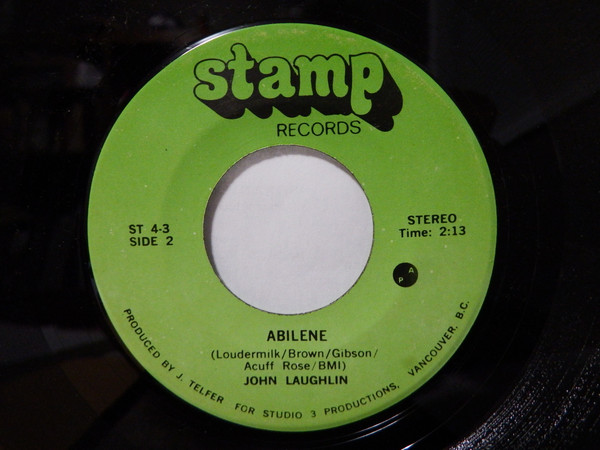 stamp
RECORDS
ST 4-3
SIDE 2
STEREO
Time: 2:13
P A
ABILENE
(Loudermilk/Brown/Gibson/
Acuff Rose/BMI)
JOHN LAUGHLIN
PRODUCED BY J. TELFER FOR STUDIO 3 PRODUCTIONS, VANCOUVER, B.C.